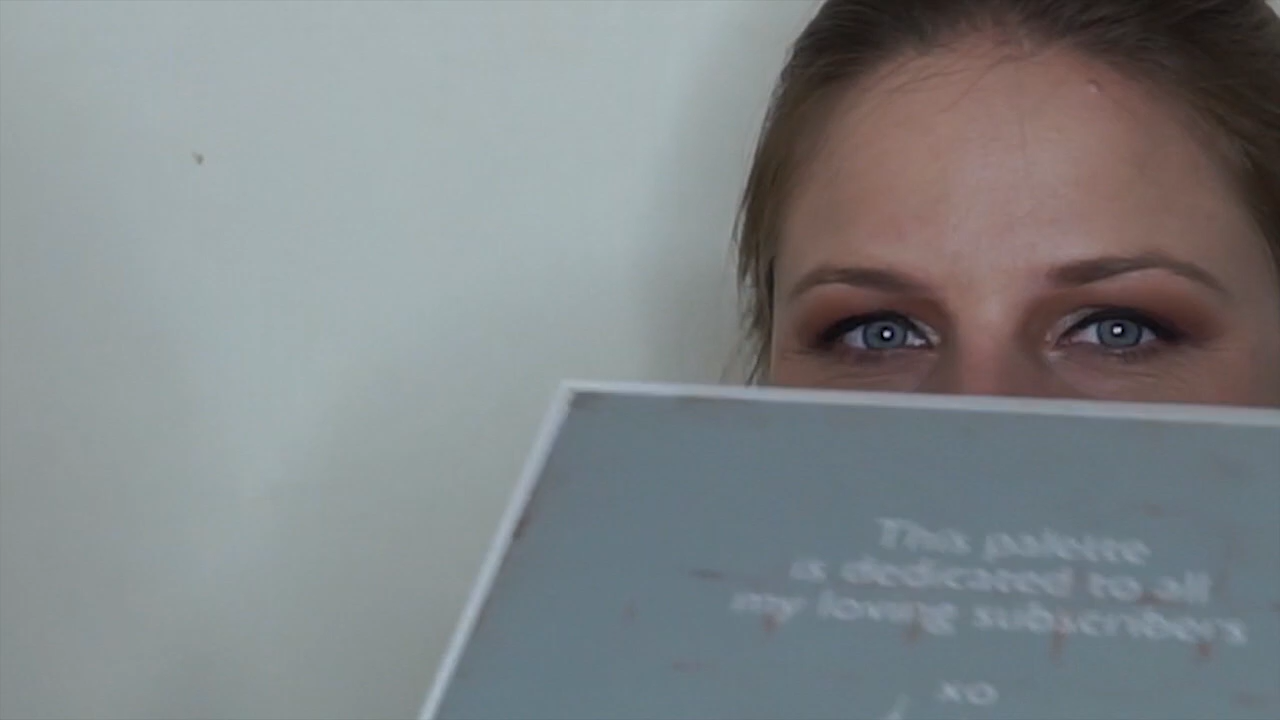 This palette
is dedicated to all
my loving subscribers
xo